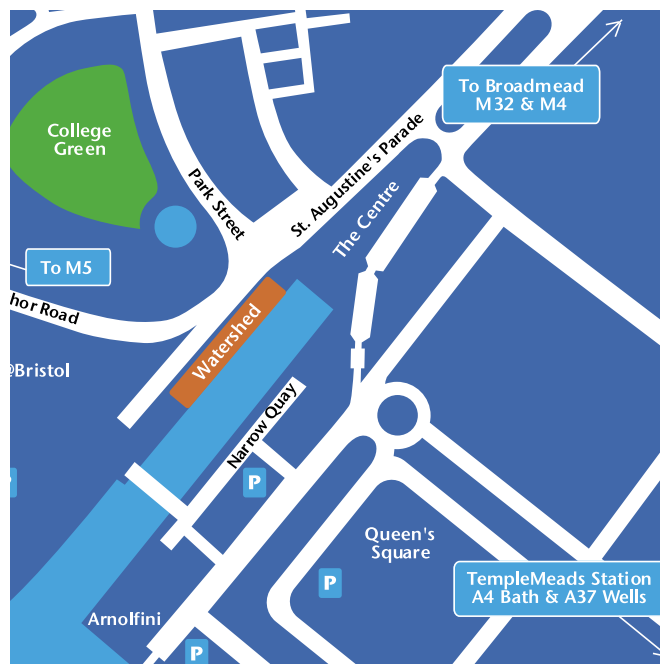 To Broadmead
M32 & M4
College
Green
St. Augustine's Parade
Park Street
The Centre
To M5
hor Road
Watershed
@Bristol
Narrow Quay
P
P
Queen's
Square
TempleMeads Station
A4 Bath & A37 Wells
P
Arnolfini
P